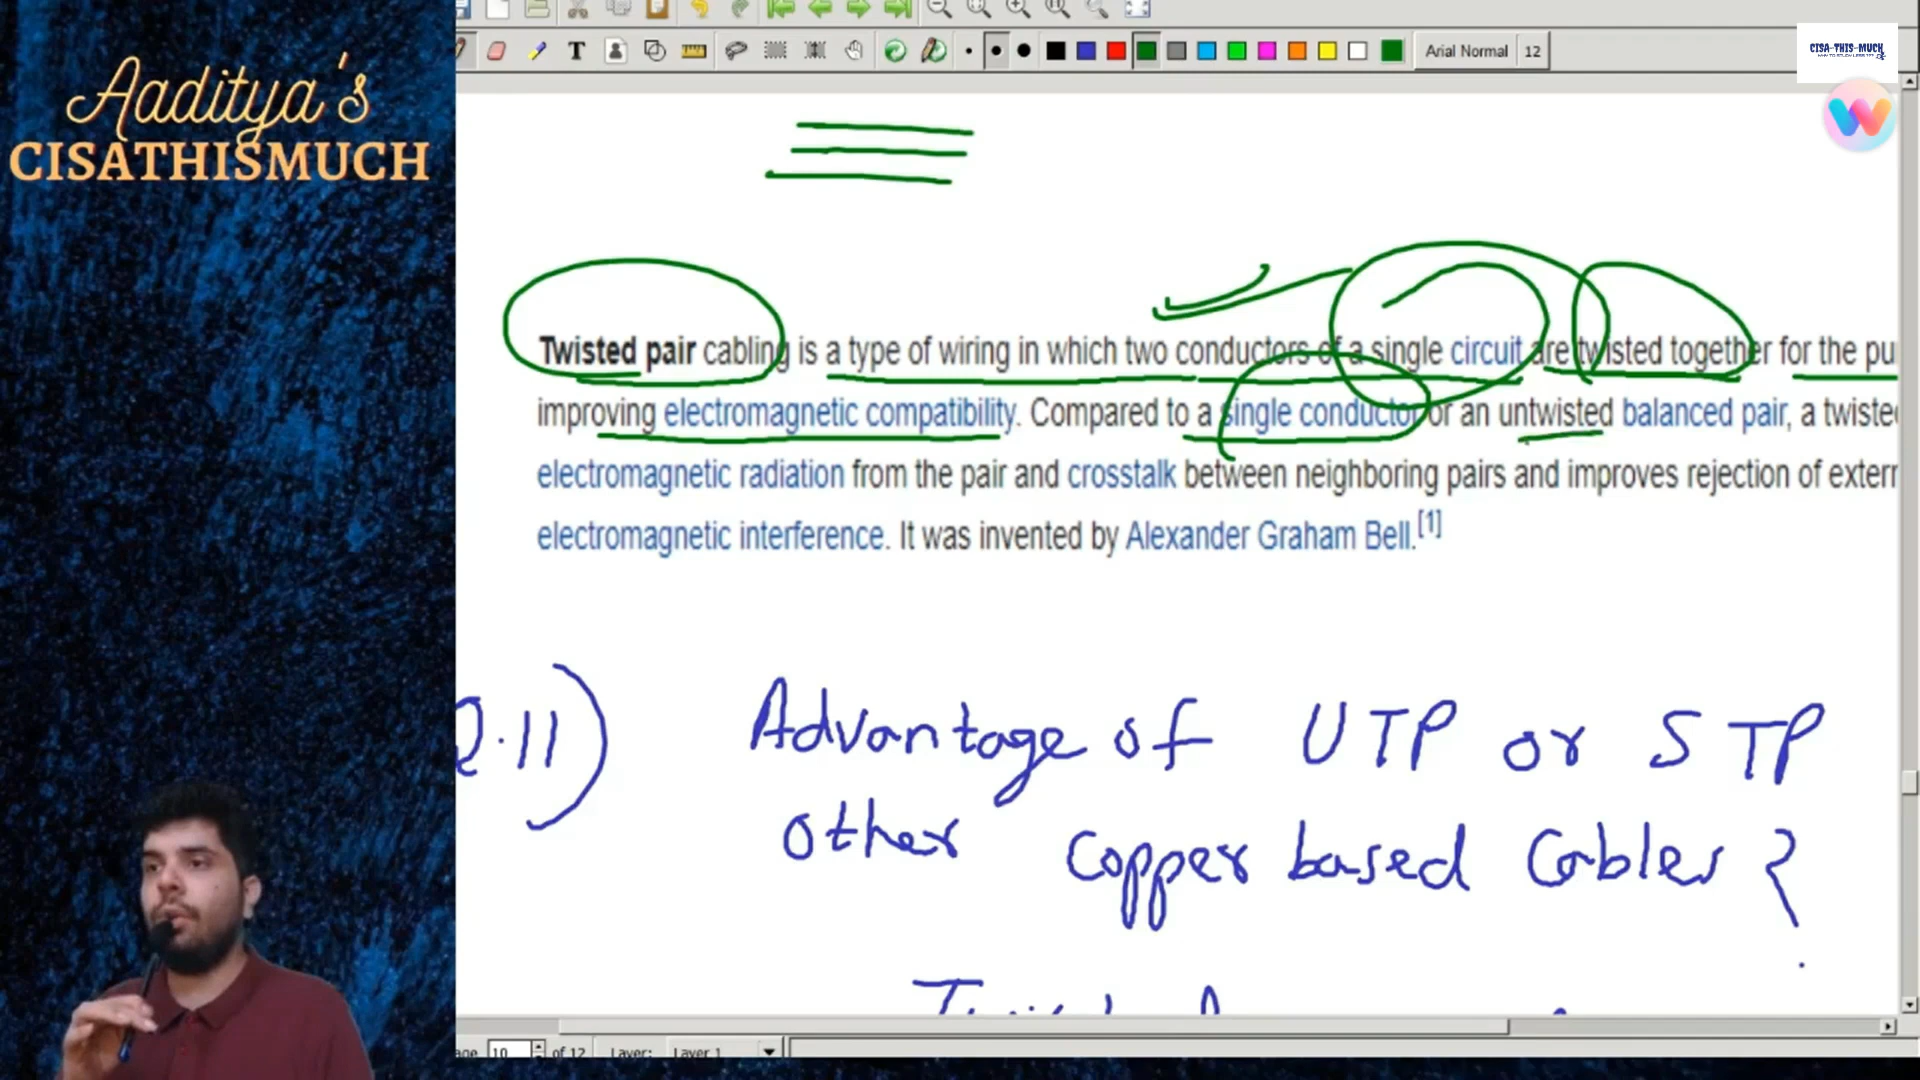 Aaditya's
CISATHISMUCH
Arial Normal 12
CISA-THIS-MUCH
Twisted pair cabling is a type of wiring in which two conductors of a single circuit are twisted together for the pu
improving electromagnetic compatibility. Compared to a single conductor or an untwisted balanced pair, a twiste
electromagnetic radiation from the pair and crosstalk between neighboring pairs and improves rejection of extern
electromagnetic interference. It was invented by Alexander Graham Bell.[1]
Q.11) Advantage of UTP or STP
Other Copper based Cables ?
10 of 12 Layer: Layer 1